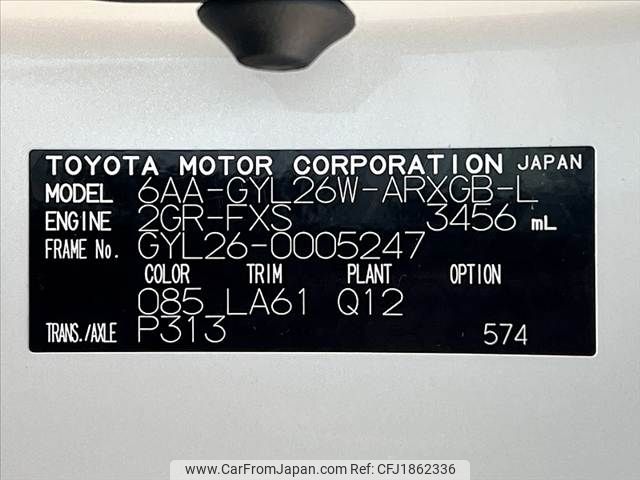 TOYOTA MOTOR CORPORATION JAPAN
MODEL 6AA-GYL26W-ARXGB-L
ENGINE 2GR-FXS 3456 mL
FRAME No. GYL26-0005247
COLOR TRIM PLANT OPTION
085 LA61 Q12
TRANS./AXLE P313 574
www.CarFromJapan.com - Ref No. CFJ1862336